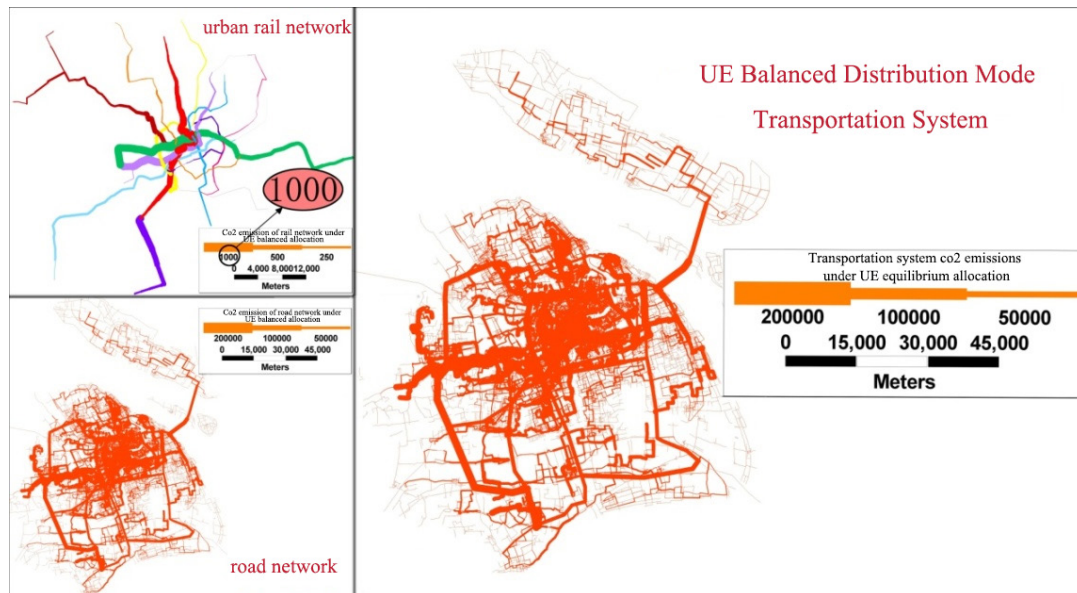 urban rail network
1000
Co2 emission of rail network under
UE balanced allocation
1000 500 250
0 4,000 8,00012,000
Meters
Co2 emission of road network under
UE balanced allocation
200000 100000 50000
0 15,000 30,000 45,000
Meters
road network
UE Balanced Distribution Mode
Transportation System
Transportation system co2 emissions
under UE equilibrium allocation
200000 100000 50000
0 15,000 30,000 45,000
Meters